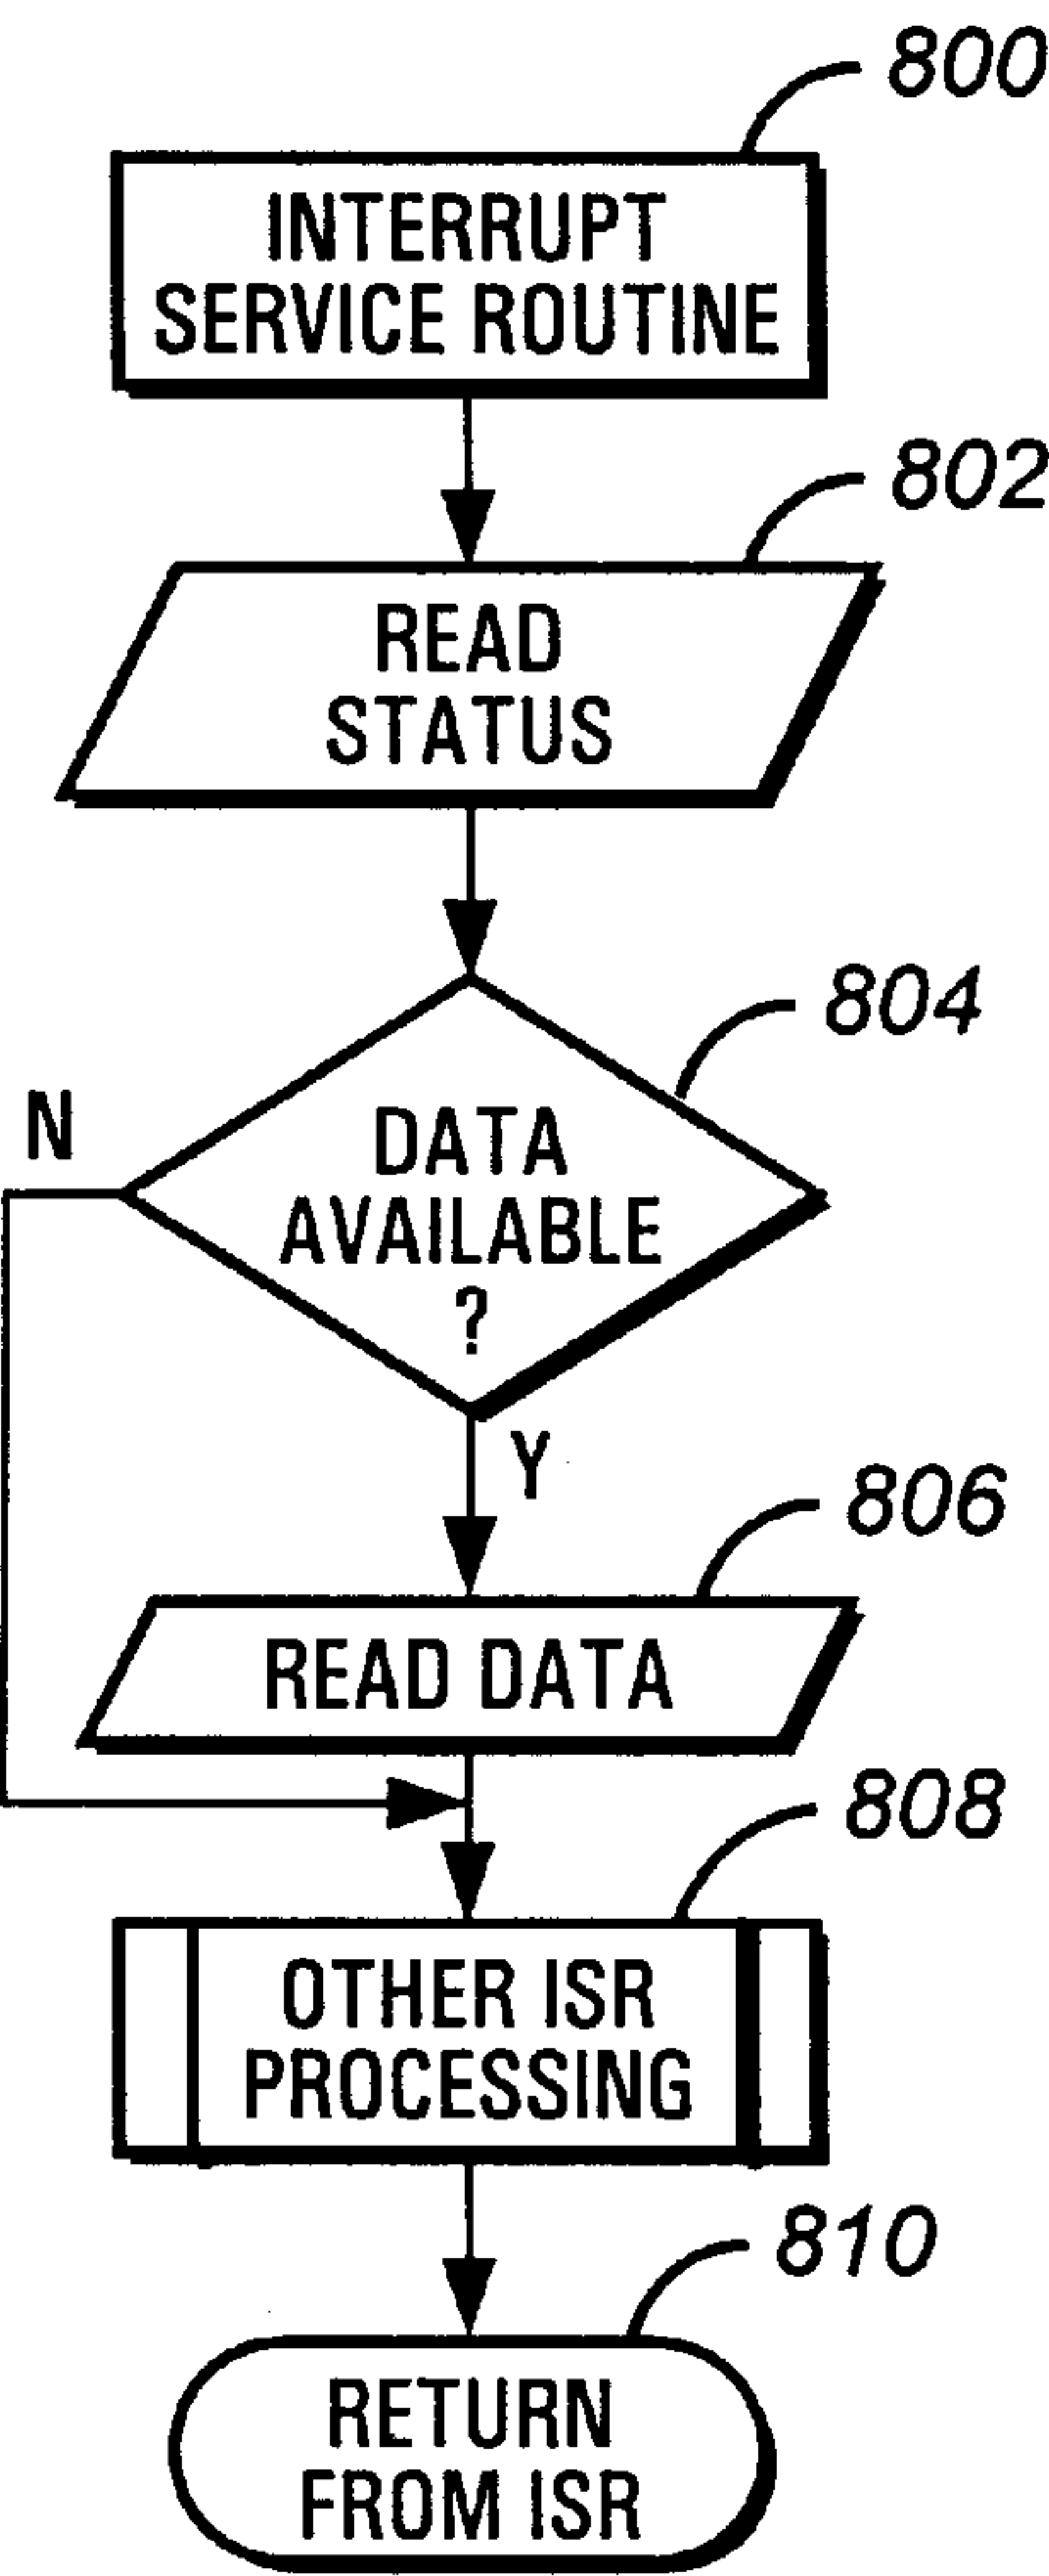 800
INTERRUPT
SERVICE ROUTINE
802
READ
STATUS
804
N
DATA
AVAILABLE
?
Y
806
READ DATA
808
OTHER ISR
PROCESSING
810
RETURN
FROM ISR